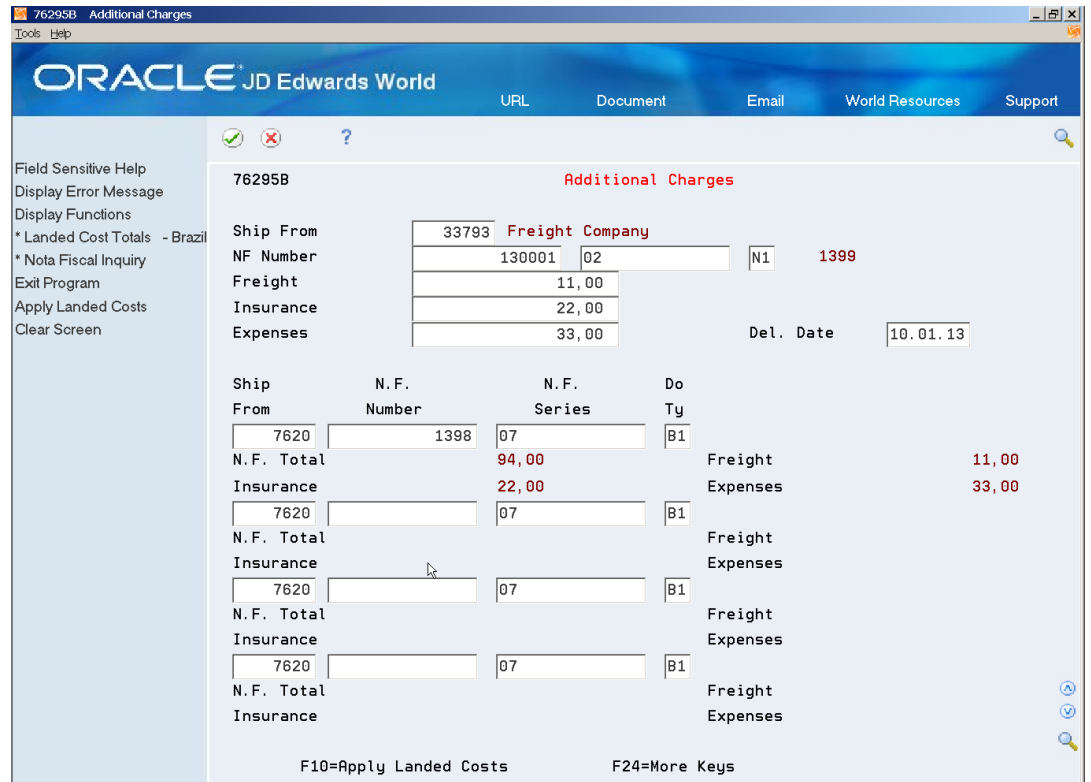 76295B Additional Charges
Tools Help
ORACLE JD Edwards World
URL Document Email World Resources Support
?
Field Sensitive Help
Display Error Message
Display Functions
* Landed Cost Totals - Brazil
* Nota Fiscal Inquiry
Exit Program
Apply Landed Costs
Clear Screen
76295B Additional Charges
Ship From 33793 Freight Company
NF Number 130001 02 N1 1399
Freight 11,00
Insurance 22,00
Expenses 33,00 Del. Date 10.01.13
Ship N.F. N.F. Do
From Number Series Ty
7620 1398 07 B1
N.F. Total 94,00 Freight 11,00
Insurance 22,00 Expenses 33,00
7620 07 B1
N.F. Total Freight
Insurance Expenses
7620 07 B1
N.F. Total Freight
Insurance Expenses
7620 07 B1
N.F. Total Freight
Insurance Expenses
F10=Apply Landed Costs F24=More Keys